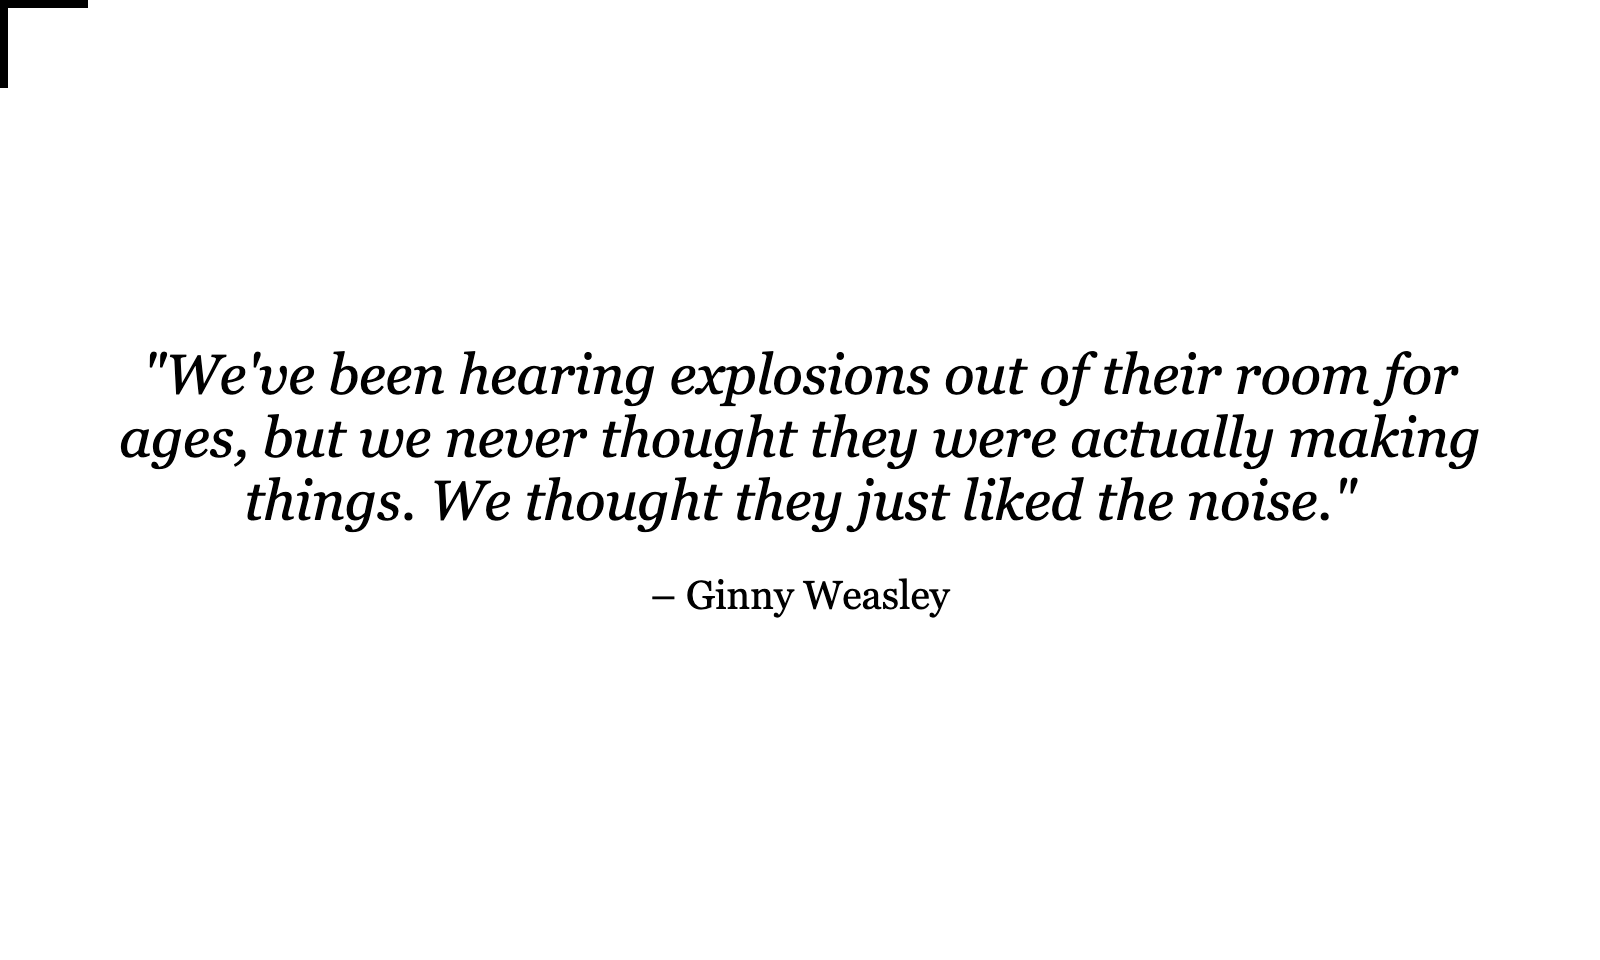 "We've been hearing explosions out of their room for
ages, but we never thought they were actually making
things. We thought they just liked the noise."
– Ginny Weasley